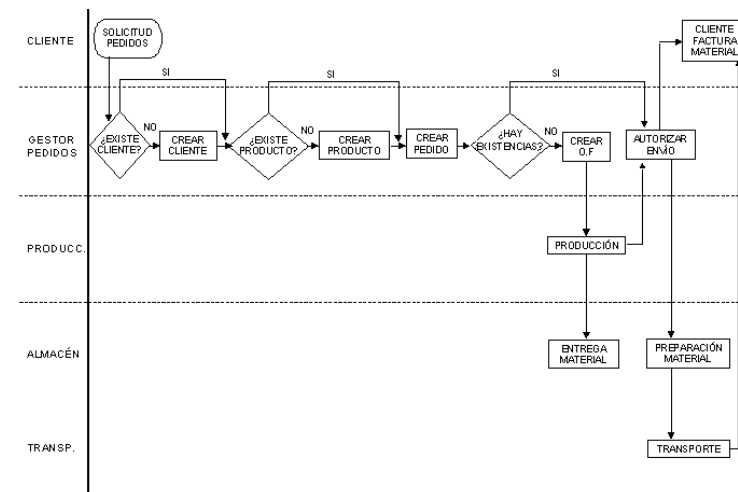 CLIENTE
SOLICITUD
PEDIDOS
CLIENTE
FACTURA
MATERIAL
SI
SI
SI
GESTOR
PEDIDOS
¿EXISTE
CLIENTE?
NO
CREAR
CLIENTE
¿EXISTE
PRODUCTO?
NO
CREAR
PRODUCTO
CREAR
PEDIDO
¿HAY
EXISTENCIAS?
NO
CREAR
O.F
AUTORIZAR
ENVÍO
PRODUCC.
PRODUCCIÓN
ALMACÉN
ENTREGA
MATERIAL
PREPARACIÓN
MATERIAL
TRANSP.
TRANSPORTE